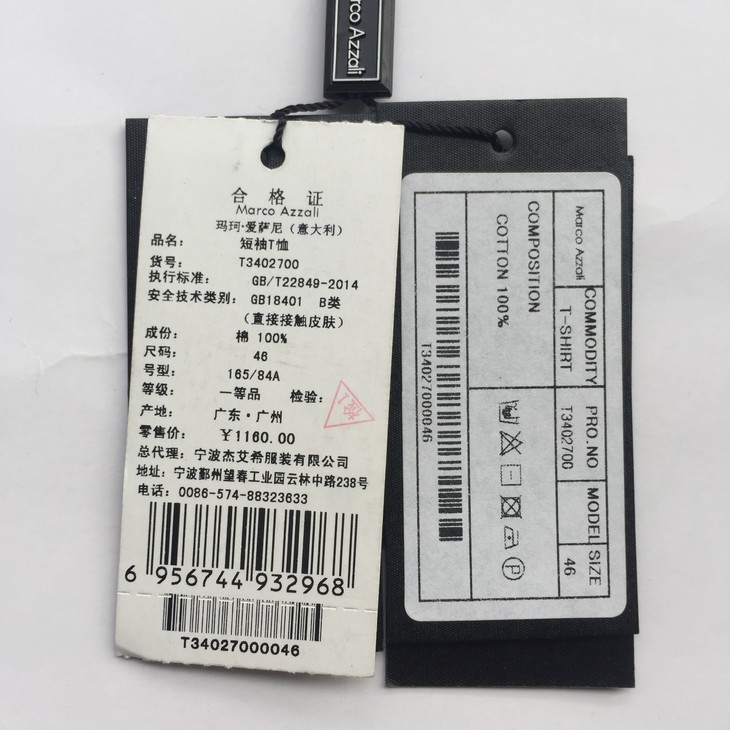 Marco Azzali
合格证
Marco Azzali
玛珂·爱萨尼（意大利）
品名： 短袖T恤
货号： T3402700
执行标准： GB/T22849-2014
安全技术类别： GB18401 B类
（直接接触皮肤）
成份： 棉 100%
尺码： 46
号型： 165/84A
等级： 一等品 检验：
产地： 广东·广州
零售价： ￥1160.00
总代理：宁波杰艾希服装有限公司
地址：宁波鄞州望春工业园云林中路238号
电话：0086-574-88323633
6 956744 932968
T34027000046
Marco Azzali
COMMODITY
T-SHIRT
PRO.NO
T3402700
MODEL SIZE
46
COMPOSITION
COTTON 100%
P
T34027000046